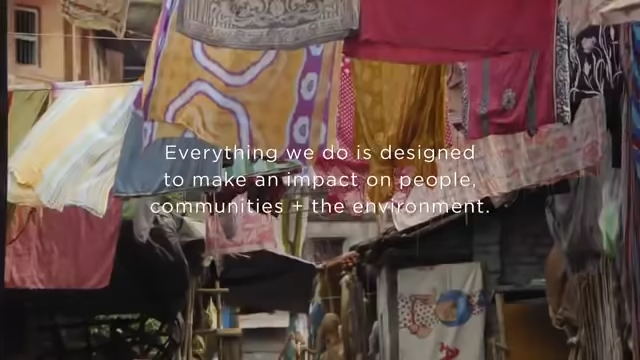 Everything we do is designed
to make an impact on people,
communities + the environment.